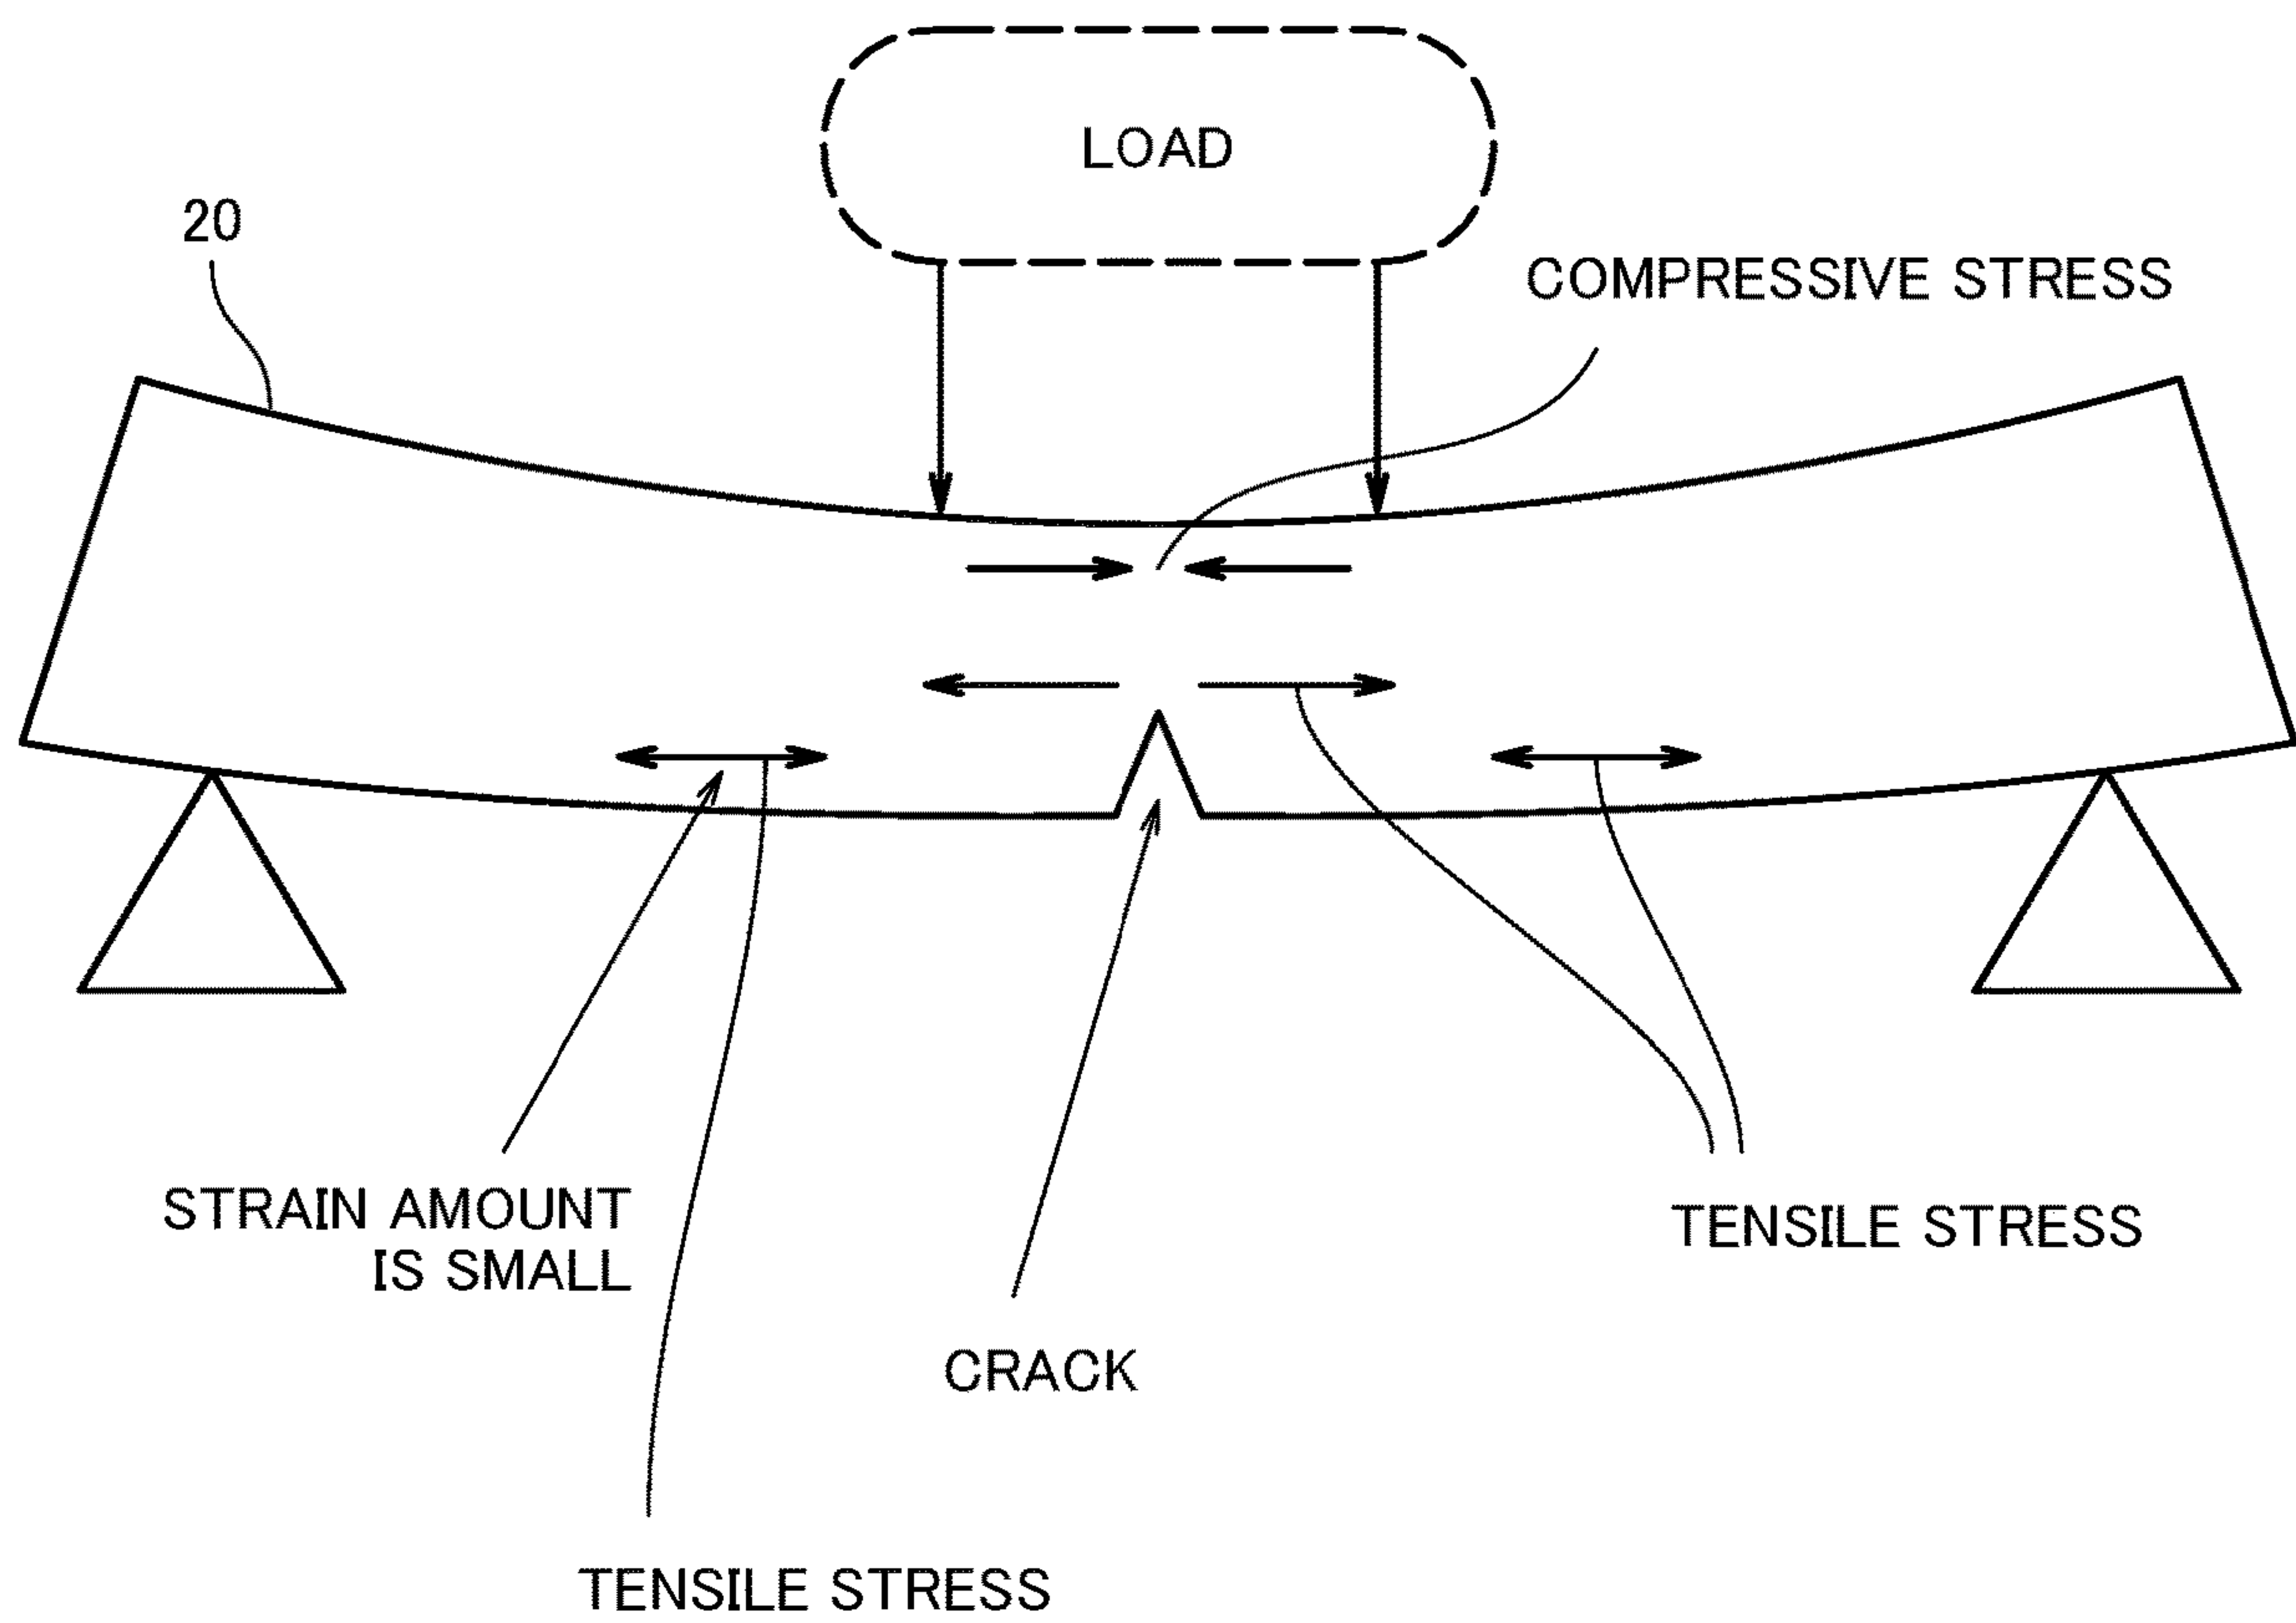 LOAD
20
COMPRESSIVE STRESS
STRAIN AMOUNT
IS SMALL
TENSILE STRESS
CRACK
TENSILE STRESS